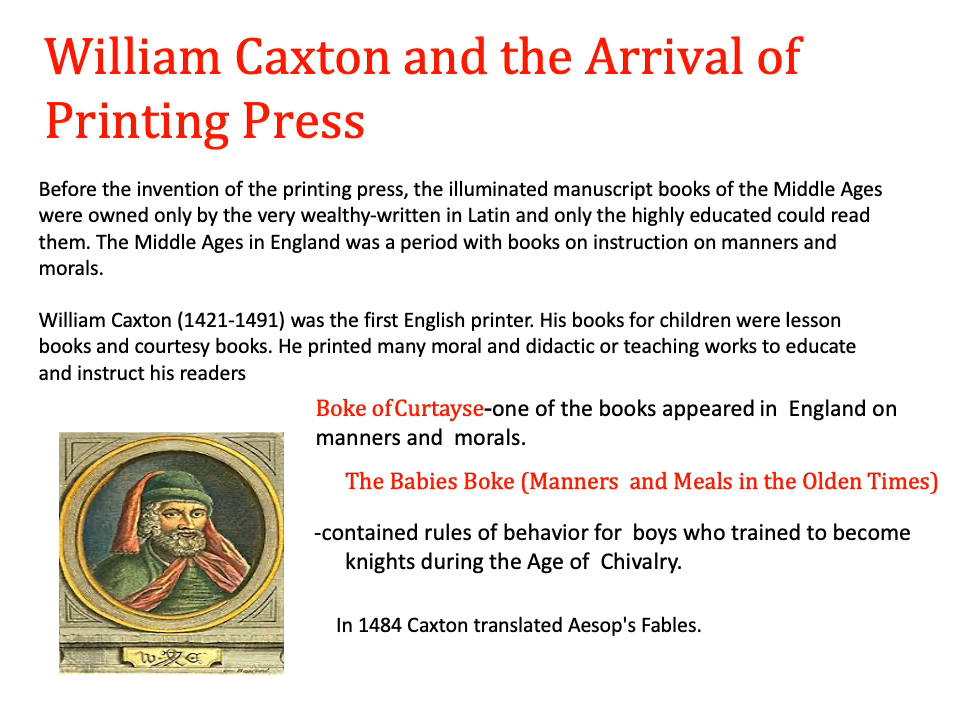 William Caxton and the Arrival of
Printing Press
Before the invention of the printing press, the illuminated manuscript books of the Middle Ages
were owned only by the very wealthy-written in Latin and only the highly educated could read
them. The Middle Ages in England was a period with books on instruction on manners and
morals.
William Caxton (1421-1491) was the first English printer. His books for children were lesson
books and courtesy books. He printed many moral and didactic or teaching works to educate
and instruct his readers
Boke of Curtayse-one of the books appeared in England on
manners and morals.
The Babies Boke (Manners and Meals in the Olden Times)
-contained rules of behavior for boys who trained to become
knights during the Age of Chivalry.
In 1484 Caxton translated Aesop's Fables.